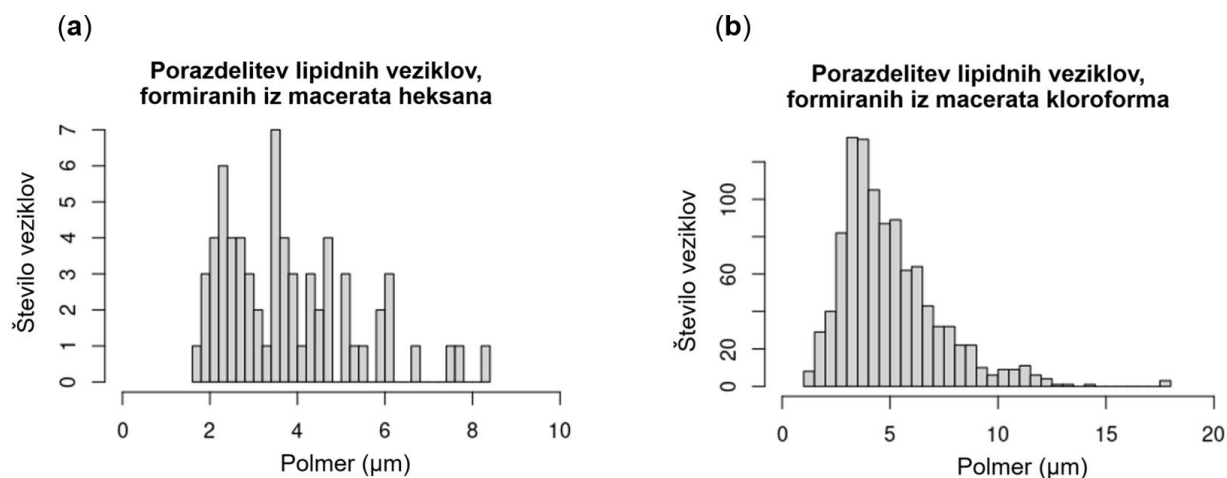 (a)
Porazdelitev lipidnih veziklov,
formiranih iz macerata heksana
Število veziklov
7
6
5
4
3
2
1
0
0 2 4 6 8 10
Polmer (µm)
(b)
Porazdelitev lipidnih veziklov,
formiranih iz macerata kloroforma
Število veziklov
100
60
20
0
0 5 10 15 20
Polmer (µm)